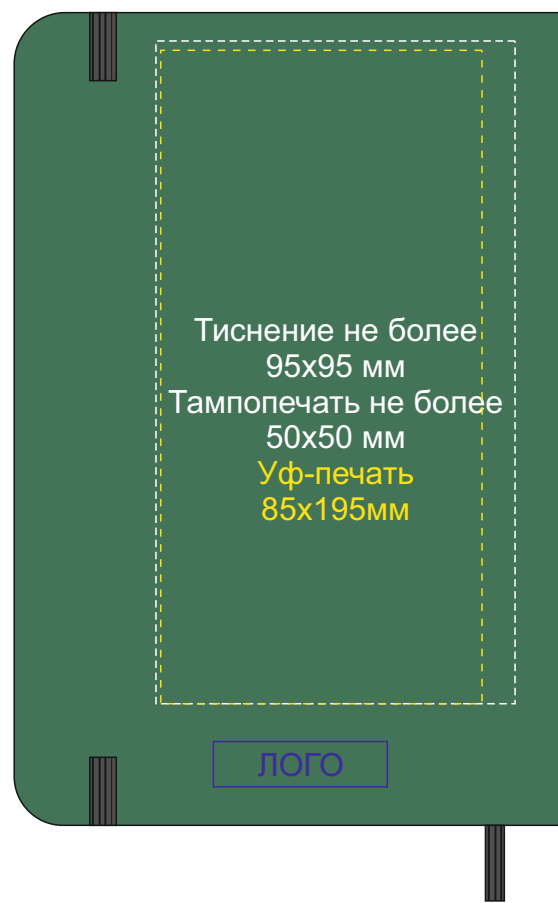 Тиснение не более
95х95 мм
Тампопечать не более
50х50 мм
Уф-печать
85х195мм
ЛОГО